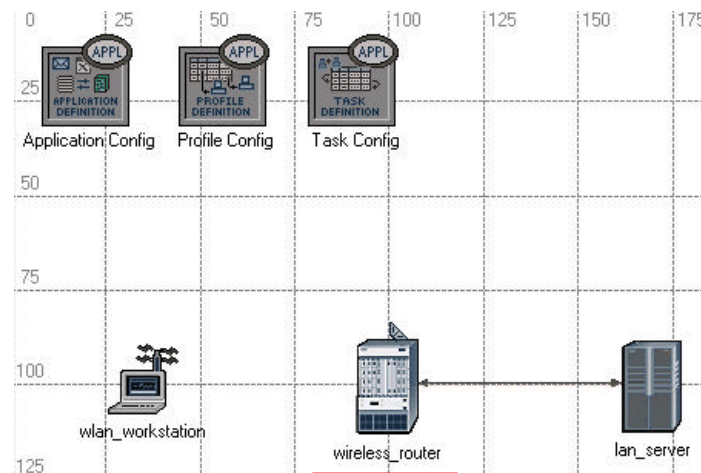 0 25 50 75 100 125 150 175
APPL APPL APPL
APPLICATION DEFINITION
PROFILE DEFINITION
TASK DEFINITION
25
Application Config Profile Config Task Config
50
75
100
wlan_workstation
wireless_router
lan_server
125